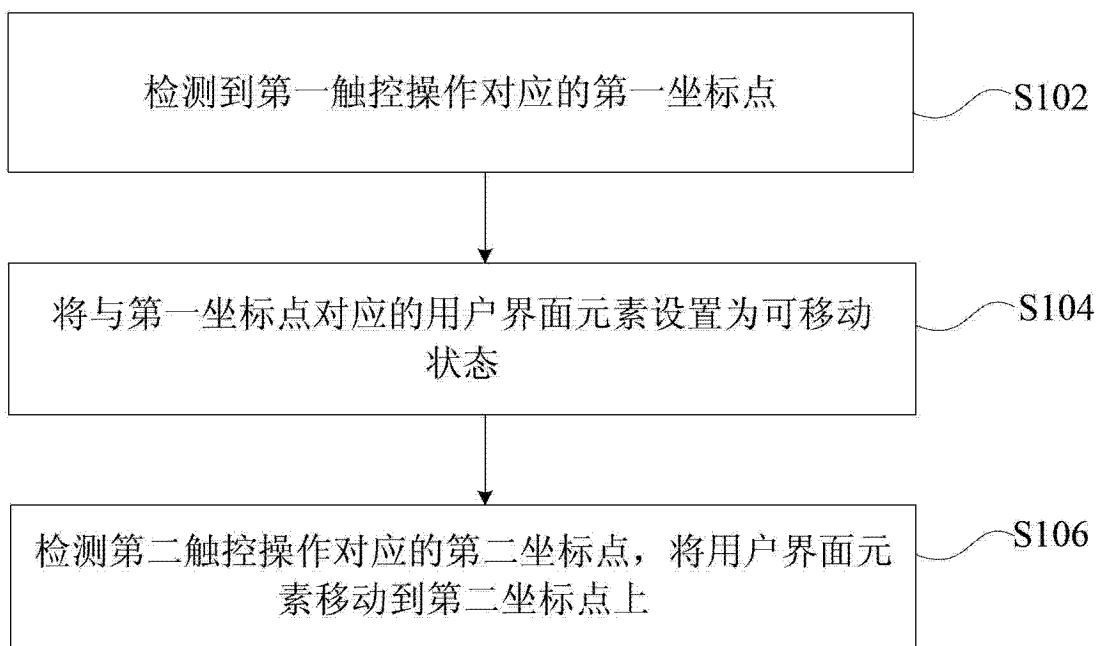 检测到第一触控操作对应的第一坐标点
S102
将与第一坐标点对应的用户界面元素设置为可移动
状态
S104
检测第二触控操作对应的第二坐标点，将用户界面元
素移动到第二坐标点上
S106